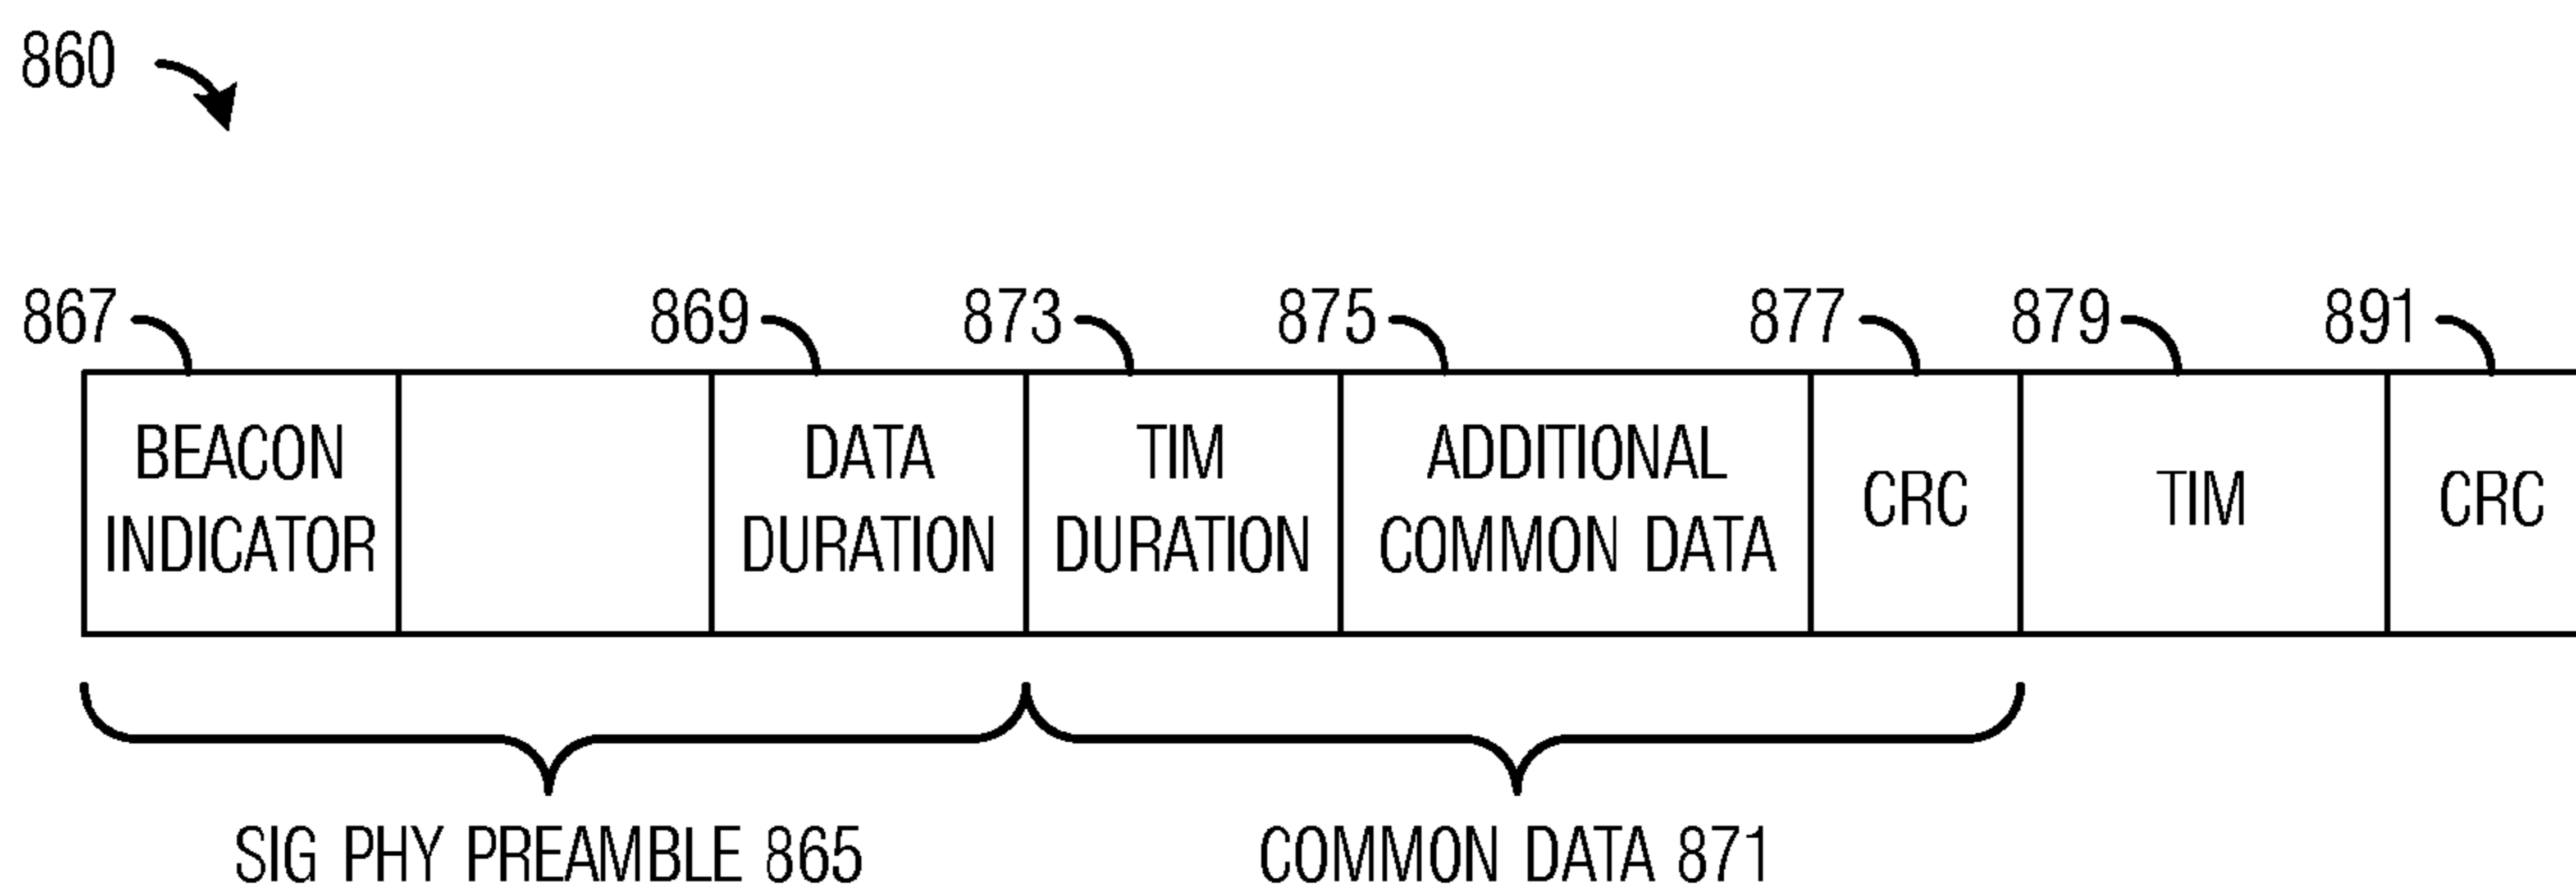 860
867
869
873
875
877
879
891
BEACON
INDICATOR
DATA
DURATION
TIM
DURATION
ADDITIONAL
COMMON DATA
CRC
TIM
CRC
SIG PHY PREAMBLE 865
COMMON DATA 871